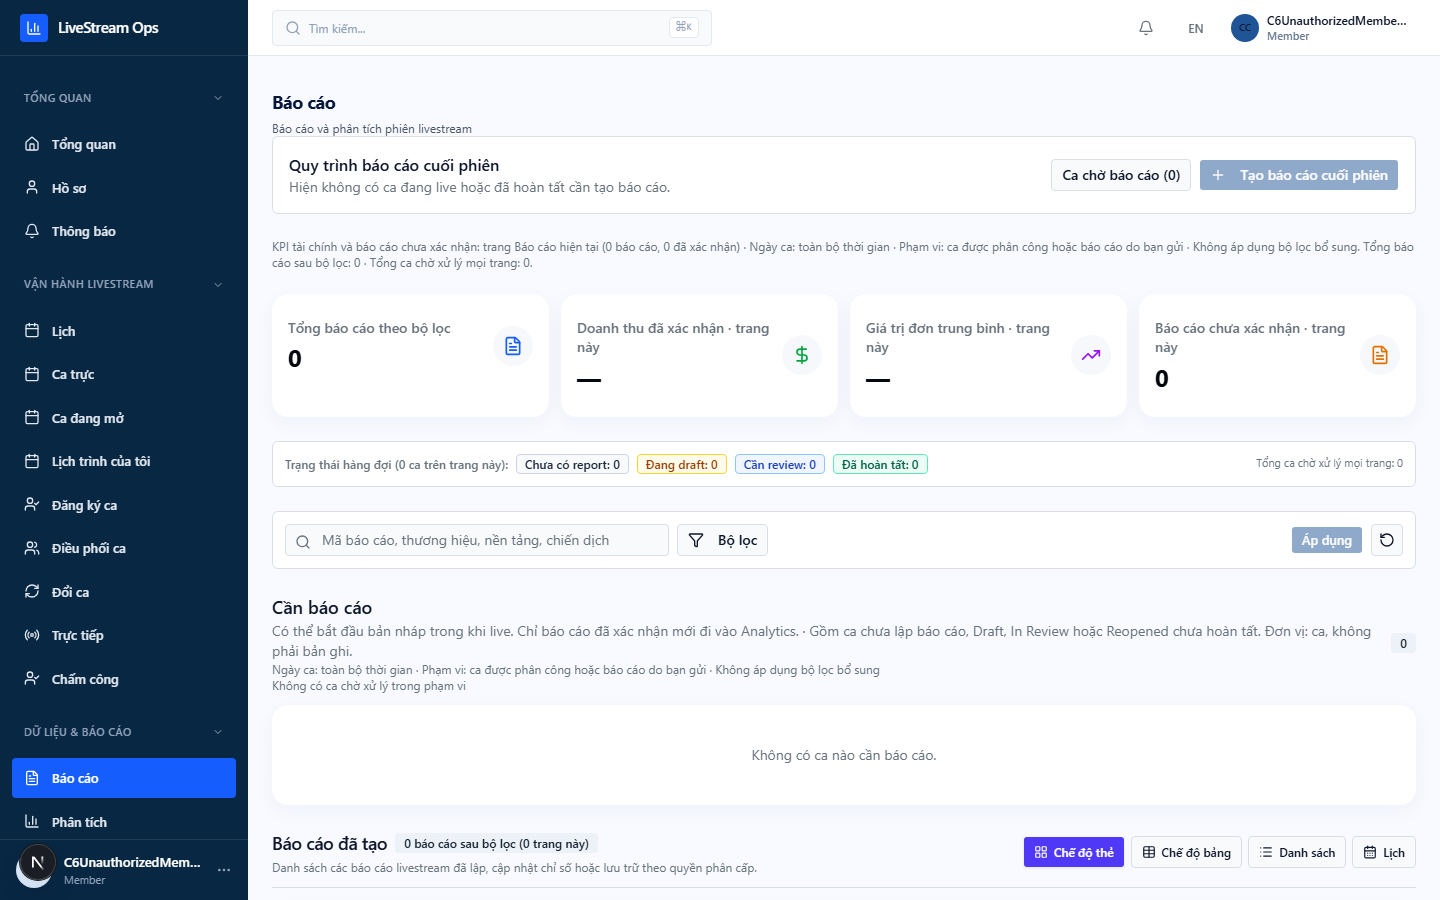 LiveStream Ops
Tìm kiếm...
⌘K
EN
CC
C6UnauthorizedMembe...
Member
TỔNG QUAN
Tổng quan
Hồ sơ
Thông báo
VẬN HÀNH LIVESTREAM
Lịch
Ca trực
Ca đang mở
Lịch trình của tôi
Đăng ký ca
Điều phối ca
Đổi ca
Trực tiếp
Chấm công
DỮ LIỆU & BÁO CÁO
Báo cáo
Phân tích
N
C6UnauthorizedMem...
Member
Báo cáo
Báo cáo và phân tích phiên livestream
Quy trình báo cáo cuối phiên
Hiện không có ca đang live hoặc đã hoàn tất cần tạo báo cáo.
Ca chờ báo cáo (0)
Tạo báo cáo cuối phiên
KPI tài chính và báo cáo chưa xác nhận: trang Báo cáo hiện tại (0 báo cáo, 0 đã xác nhận) · Ngày ca: toàn bộ thời gian · Phạm vi: ca được phân công hoặc báo cáo do bạn gửi · Không áp dụng bộ lọc bổ sung. Tổng báo
cáo sau bộ lọc: 0 · Tổng ca chờ xử lý mọi trang: 0.
Tổng báo cáo theo bộ lọc
0
Doanh thu đã xác nhận · trang
này
—
Giá trị đơn trung bình · trang
này
—
Báo cáo chưa xác nhận · trang
này
0
Trạng thái hàng đợi (0 ca trên trang này):
Chưa có report: 0
Đang draft: 0
Cần review: 0
Đã hoàn tất: 0
Tổng ca chờ xử lý mọi trang: 0
Mã báo cáo, thương hiệu, nền tảng, chiến dịch
Bộ lọc
Áp dụng
Cần báo cáo
Có thể bắt đầu bản nháp trong khi live. Chỉ báo cáo đã xác nhận mới đi vào Analytics. · Gồm ca chưa lập báo cáo, Draft, In Review hoặc Reopened chưa hoàn tất. Đơn vị: ca, không
phải bản ghi.
0
Ngày ca: toàn bộ thời gian · Phạm vi: ca được phân công hoặc báo cáo do bạn gửi · Không áp dụng bộ lọc bổ sung
Không có ca chờ xử lý trong phạm vi
Không có ca nào cần báo cáo.
Báo cáo đã tạo
0 báo cáo sau bộ lọc (0 trang này)
Danh sách các báo cáo livestream đã lập, cập nhật chỉ số hoặc lưu trữ theo quyền phân cấp.
Chế độ thẻ
Chế độ bảng
Danh sách
Lịch